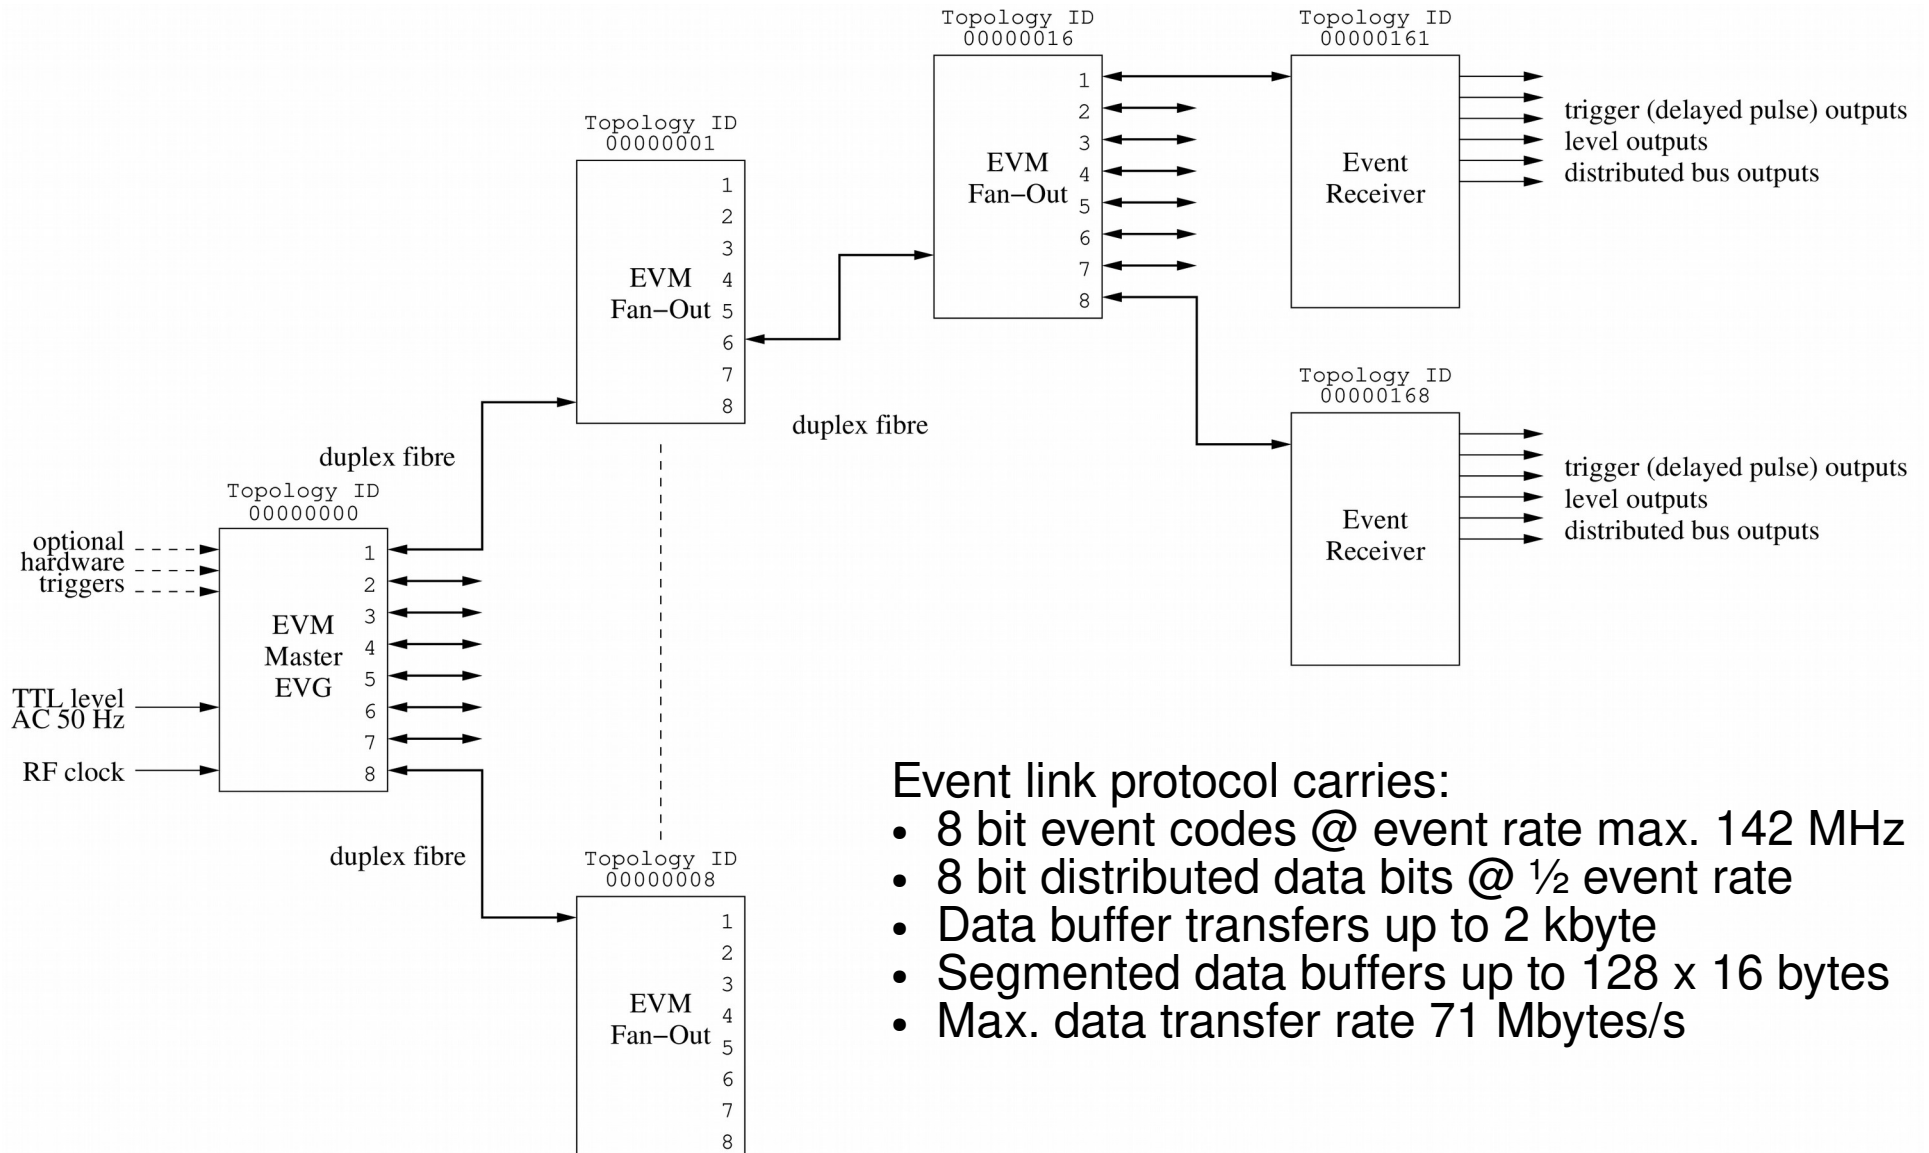 Topology ID
00000016
1
2
3
4
5
6
7
8
EVM
Fan−Out
Topology ID
00000161
Event
Receiver
trigger (delayed pulse) outputs
level outputs
distributed bus outputs
Topology ID
00000001
1
2
3
4
5
6
7
8
EVM
Fan−Out
duplex fibre
duplex fibre
Topology ID
00000168
Event
Receiver
trigger (delayed pulse) outputs
level outputs
distributed bus outputs
Topology ID
00000000
optional
hardware
triggers
TTL level
AC 50 Hz
RF clock
EVM
Master
EVG
1
2
3
4
5
6
7
8
duplex fibre
Topology ID
00000008
EVM
Fan−Out
1
2
3
4
5
6
7
8
Event link protocol carries:
• 8 bit event codes @ event rate max. 142 MHz
• 8 bit distributed data bits @ ½ event rate
• Data buffer transfers up to 2 kbyte
• Segmented data buffers up to 128 x 16 bytes
• Max. data transfer rate 71 Mbytes/s